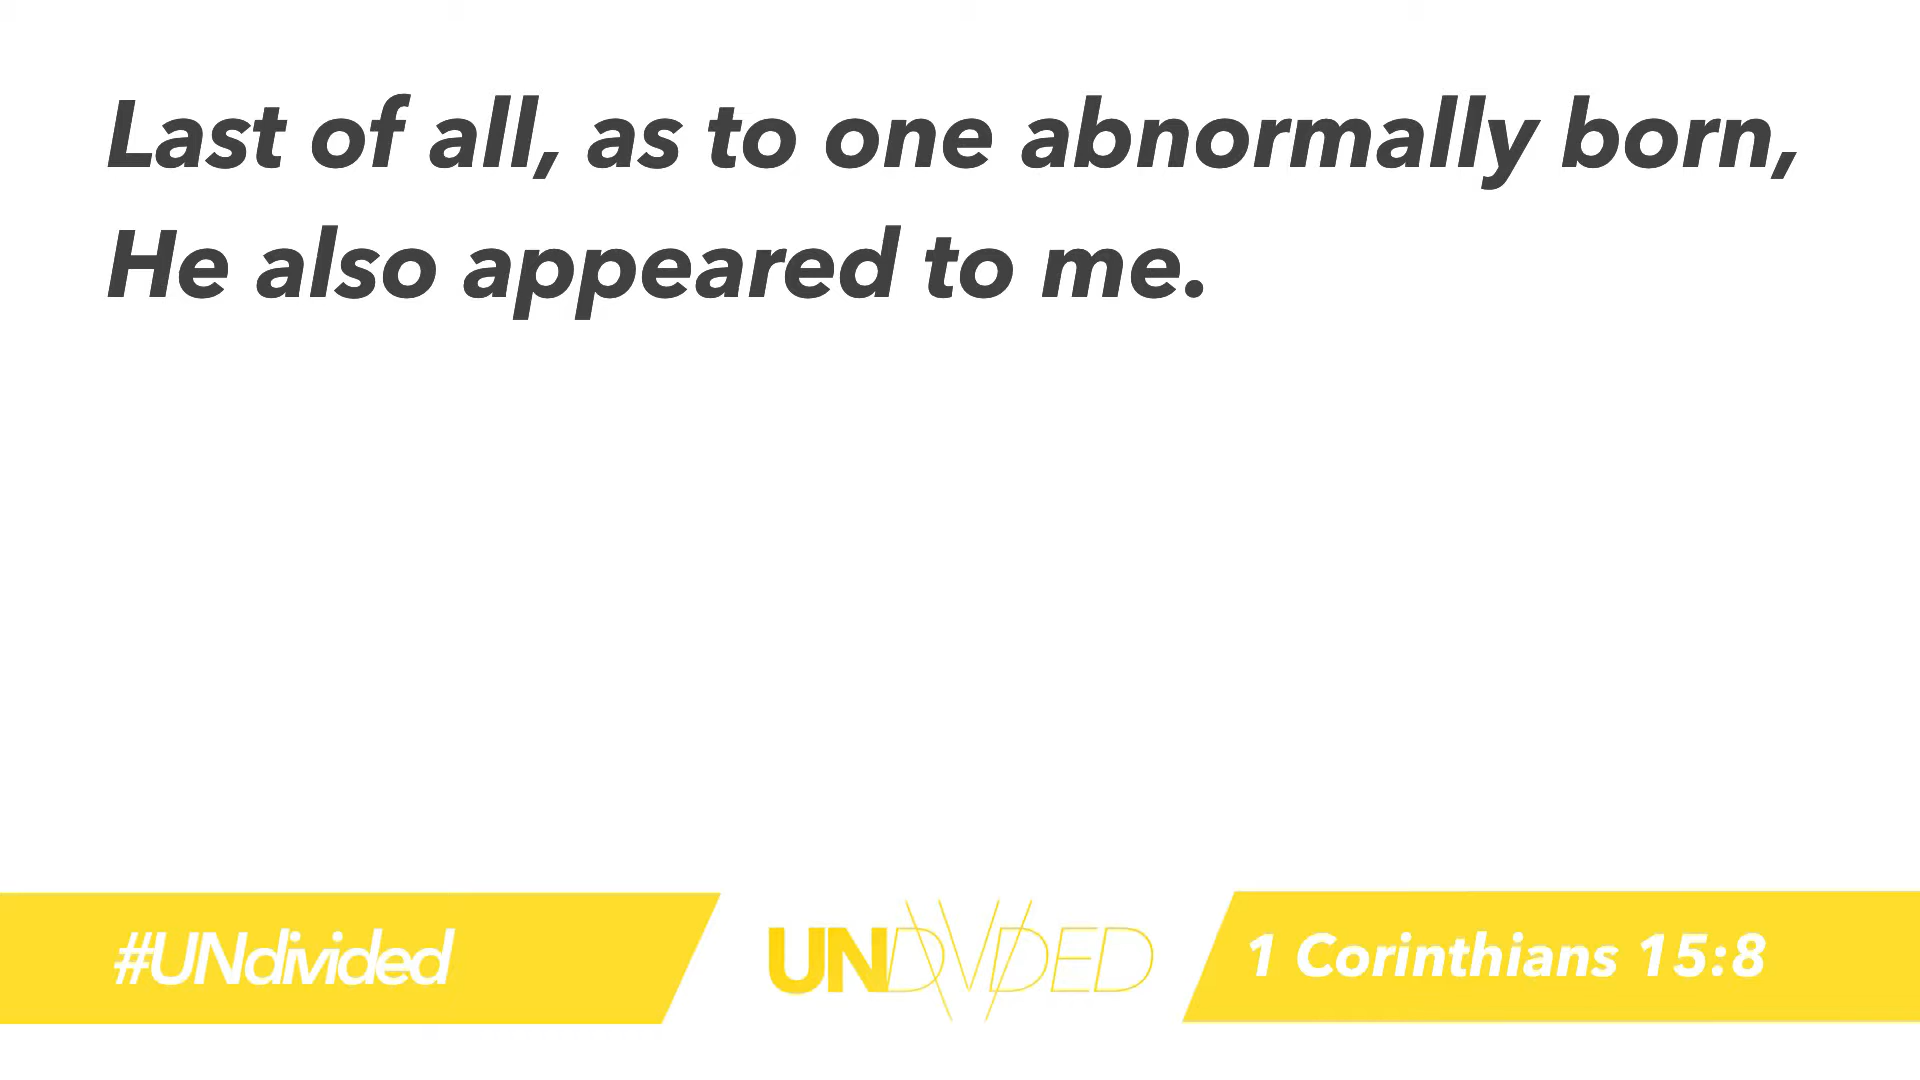 Last of all, as to one abnormally born,
He also appeared to me.
#UNdivided
UNDIVIDED
1 Corinthians 15:8